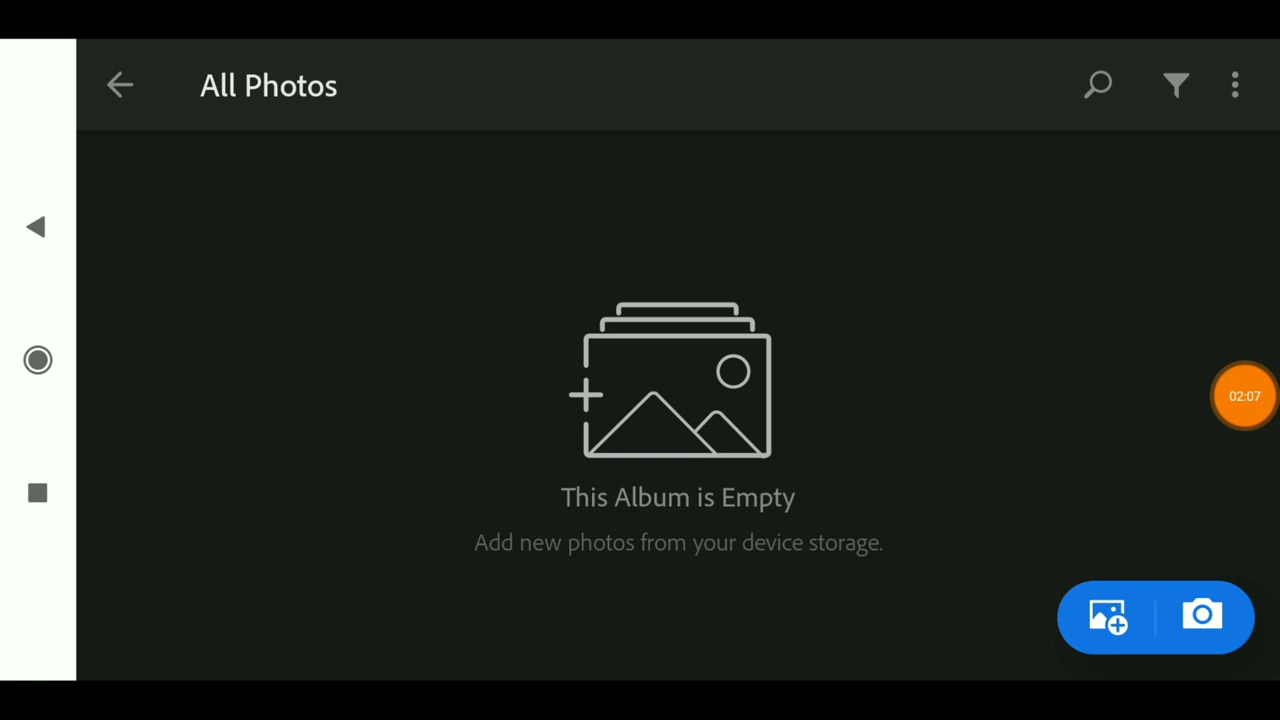 All Photos
02:07
This Album is Empty
Add new photos from your device storage.